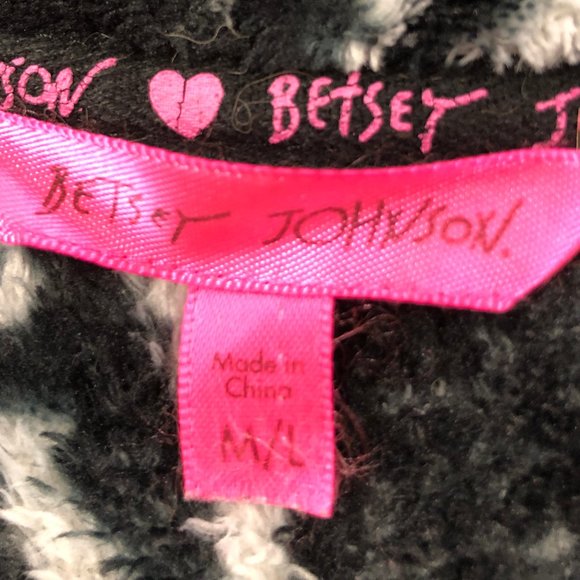 SON BETSEY J
BETSEY JOHNSON.
Made in
China
M/L